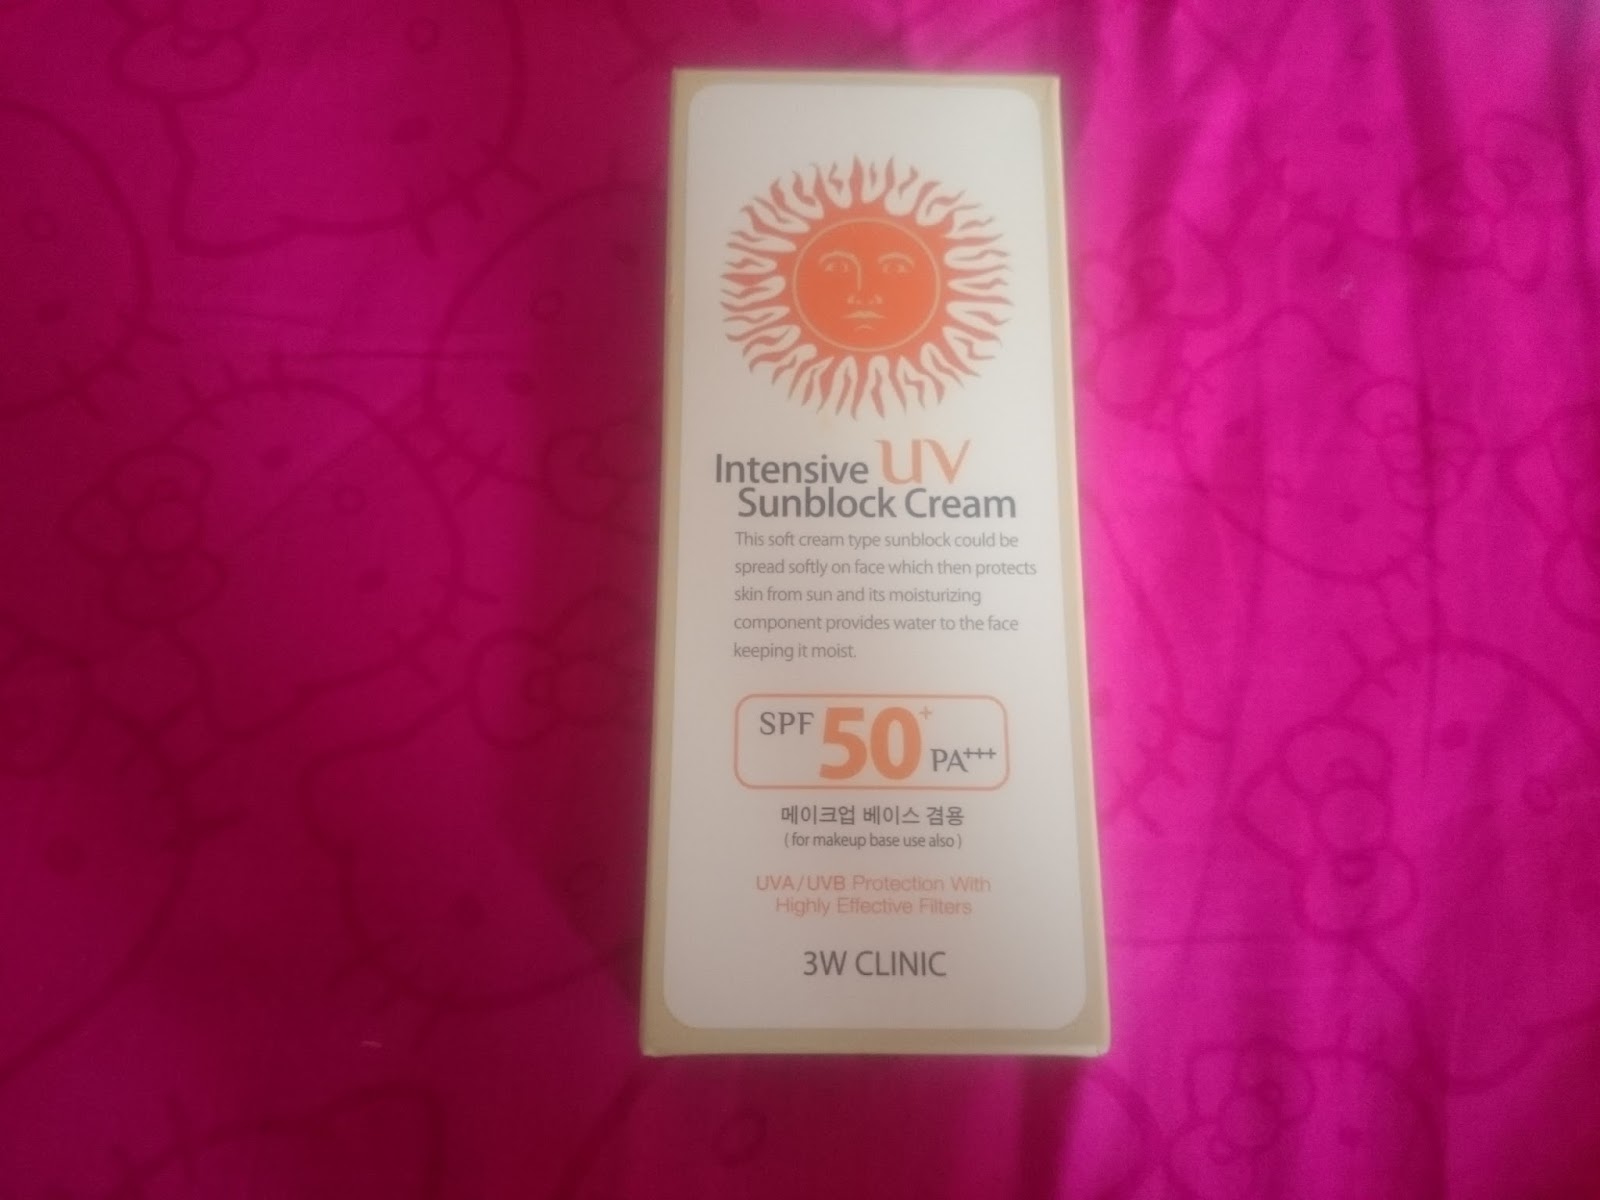 Intensive UV
Sunblock Cream
This soft cream type sunblock could be
spread softly on face which then protects
skin from sun and its moisturizing
component provides water to the face
keeping it moist.
SPF 50+ PA+++
메이크업 베이스 겸용
( for makeup base use also )
UVA/UVB Protection With
Highly Effective Filters
3W CLINIC